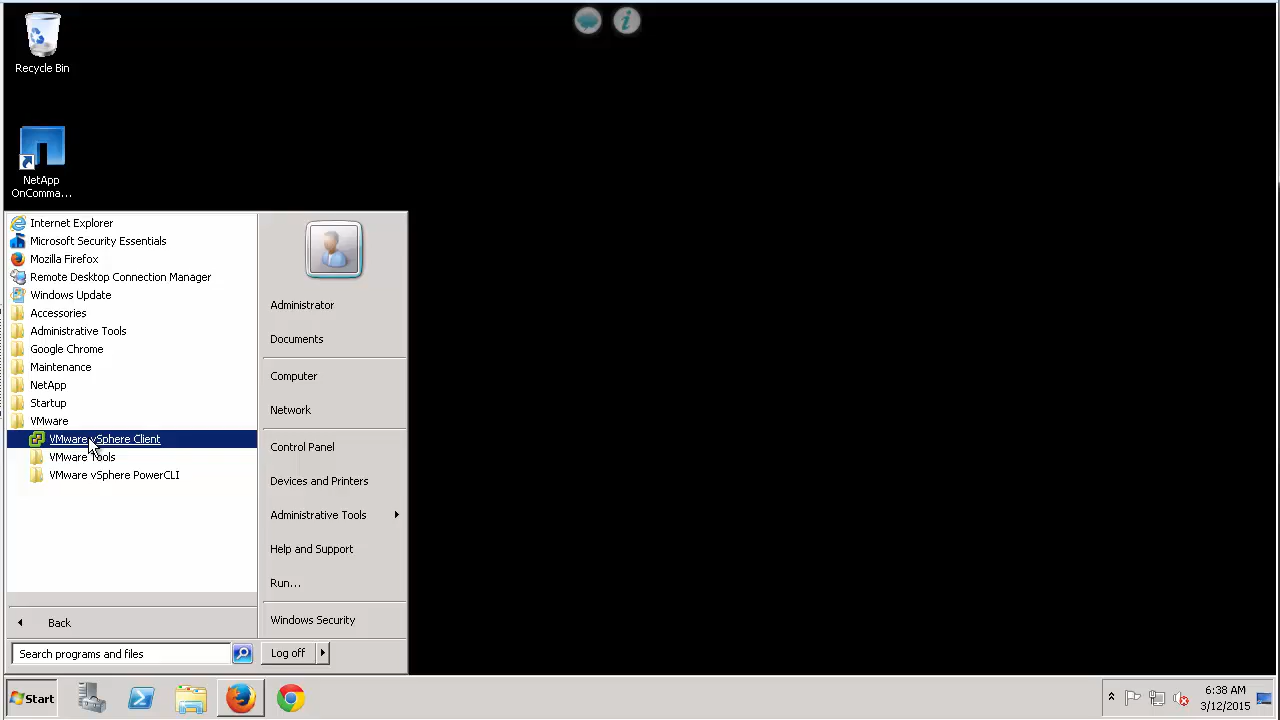 Recycle Bin
NetApp
OnComma...
Internet Explorer
Microsoft Security Essentials
Mozilla Firefox
Remote Desktop Connection Manager
Windows Update
Accessories
Administrative Tools
Google Chrome
Maintenance
NetApp
Startup
VMware
VMware vSphere Client
VMware Tools
VMware vSphere PowerCLI
Back
Search programs and files
Administrator
Documents
Computer
Network
Control Panel
Devices and Printers
Administrative Tools
Help and Support
Run...
Windows Security
Log off
Start
6:38 AM
3/12/2015